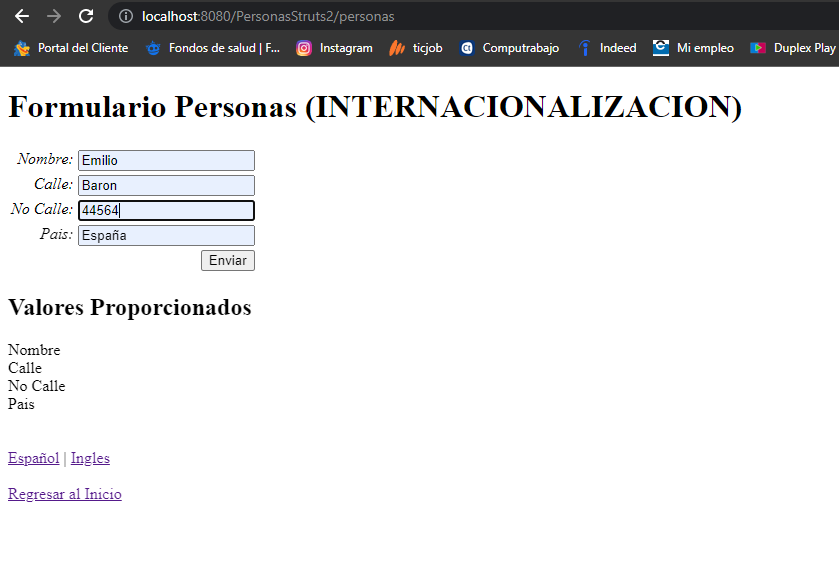 localhost:8080/PersonasStruts2/personas
Portal del Cliente Fondos de salud | F... Instagram ticjob Computrabajo Indeed Mi empleo Duplex Play
Formulario Personas (INTERNACIONALIZACION)
Nombre: Emilio
Calle: Baron
No Calle: 44564
Pais: España
Enviar
Valores Proporcionados
Nombre
Calle
No Calle
Pais
Español | Ingles
Regresar al Inicio